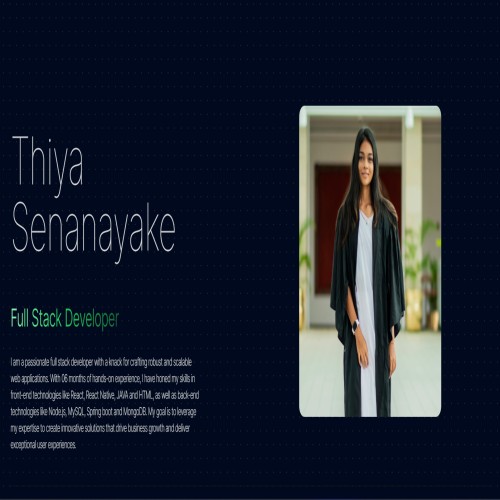 Thiya
Senanayake
Full Stack Developer
I am a passionate full stack developer with a knack for crafting robust and scalable
web applications. With 06 months of hands-on experience, I have honed my skills in
front-end technologies like React, React Native, JAVA and HTML, as well as back-end
technologies like Node.js, MySQL, Spring boot and MongoDB. My goal is to leverage
my expertise to create innovative solutions that drive business growth and deliver
exceptional user experiences.